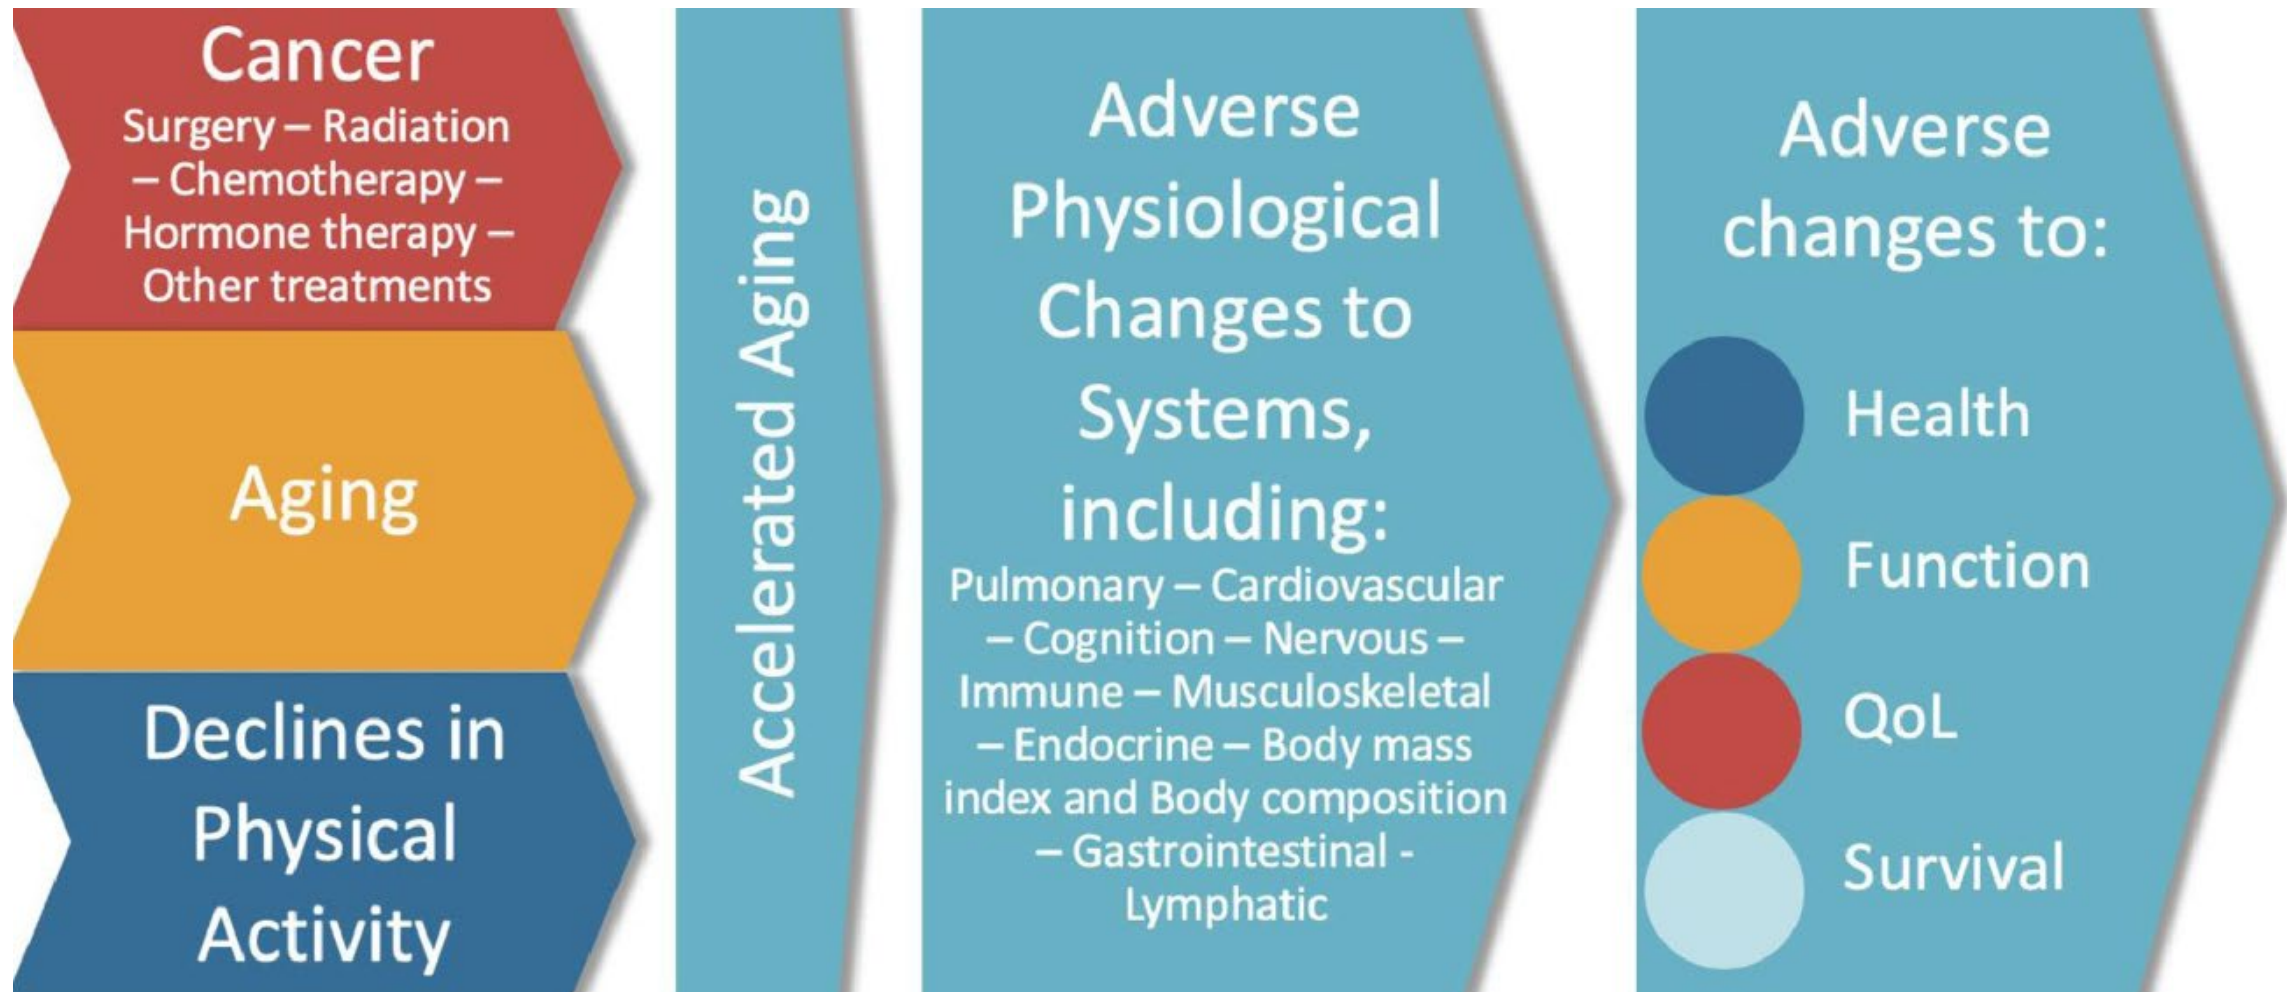 Cancer
Surgery – Radiation
– Chemotherapy –
Hormone therapy –
Other treatments
Aging
Declines in
Physical
Activity
Accelerated Aging
Adverse
Physiological
Changes to
Systems,
including:
Pulmonary – Cardiovascular
– Cognition – Nervous –
Immune – Musculoskeletal
– Endocrine – Body mass
index and Body composition
– Gastrointestinal -
Lymphatic
Adverse
changes to:
Health
Function
QoL
Survival